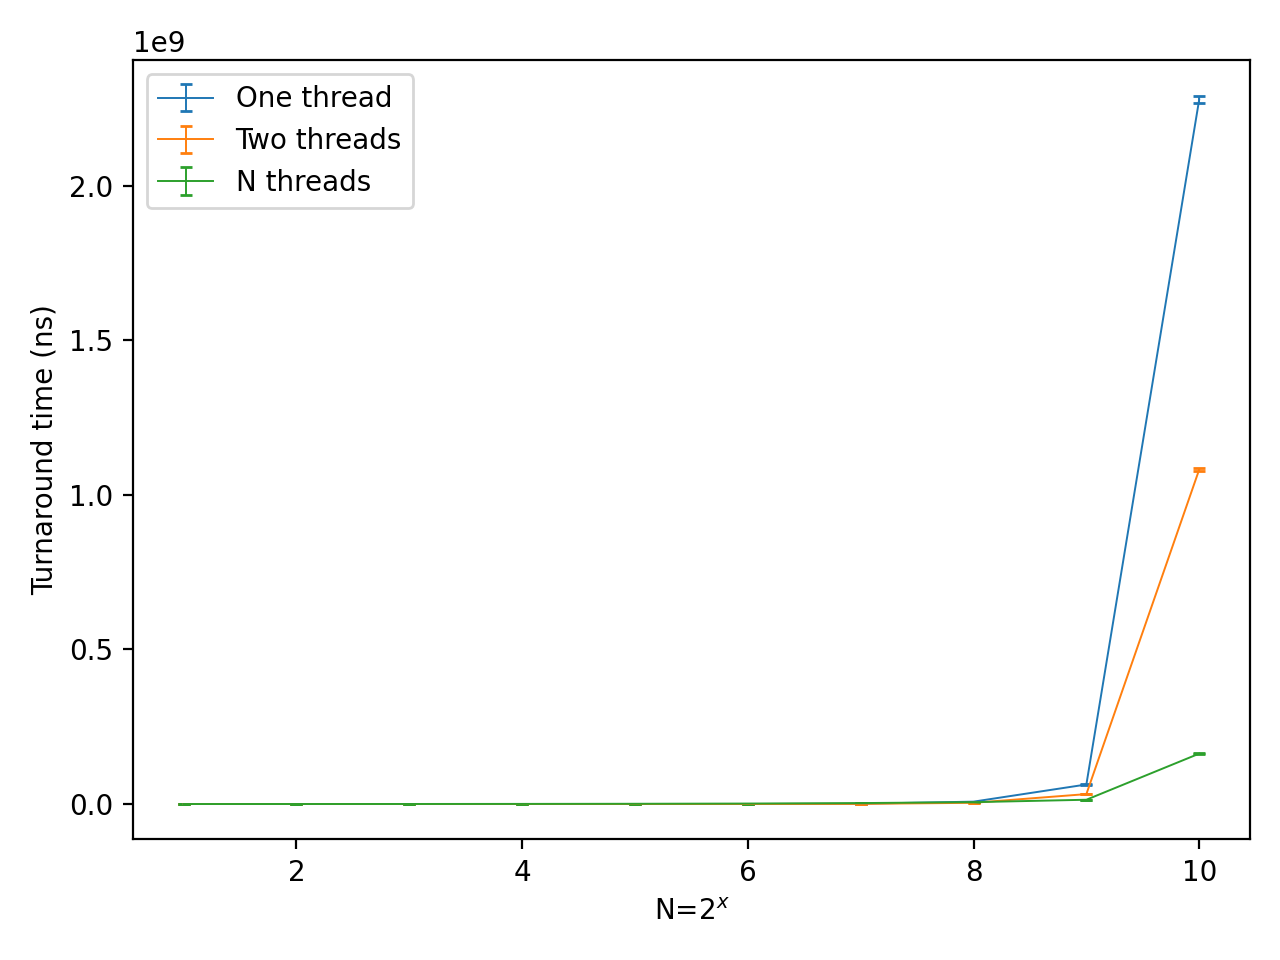 1e9
One thread
Two threads
N threads
2.0
1.5
1.0
0.5
0.0
Turnaround time (ns)
2 4 6 8 10
N=2ˣ